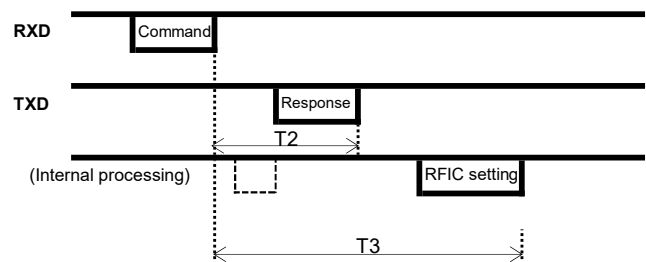 RXD
Command
TXD
Response
T2
(Internal processing)
RFIC setting
T3